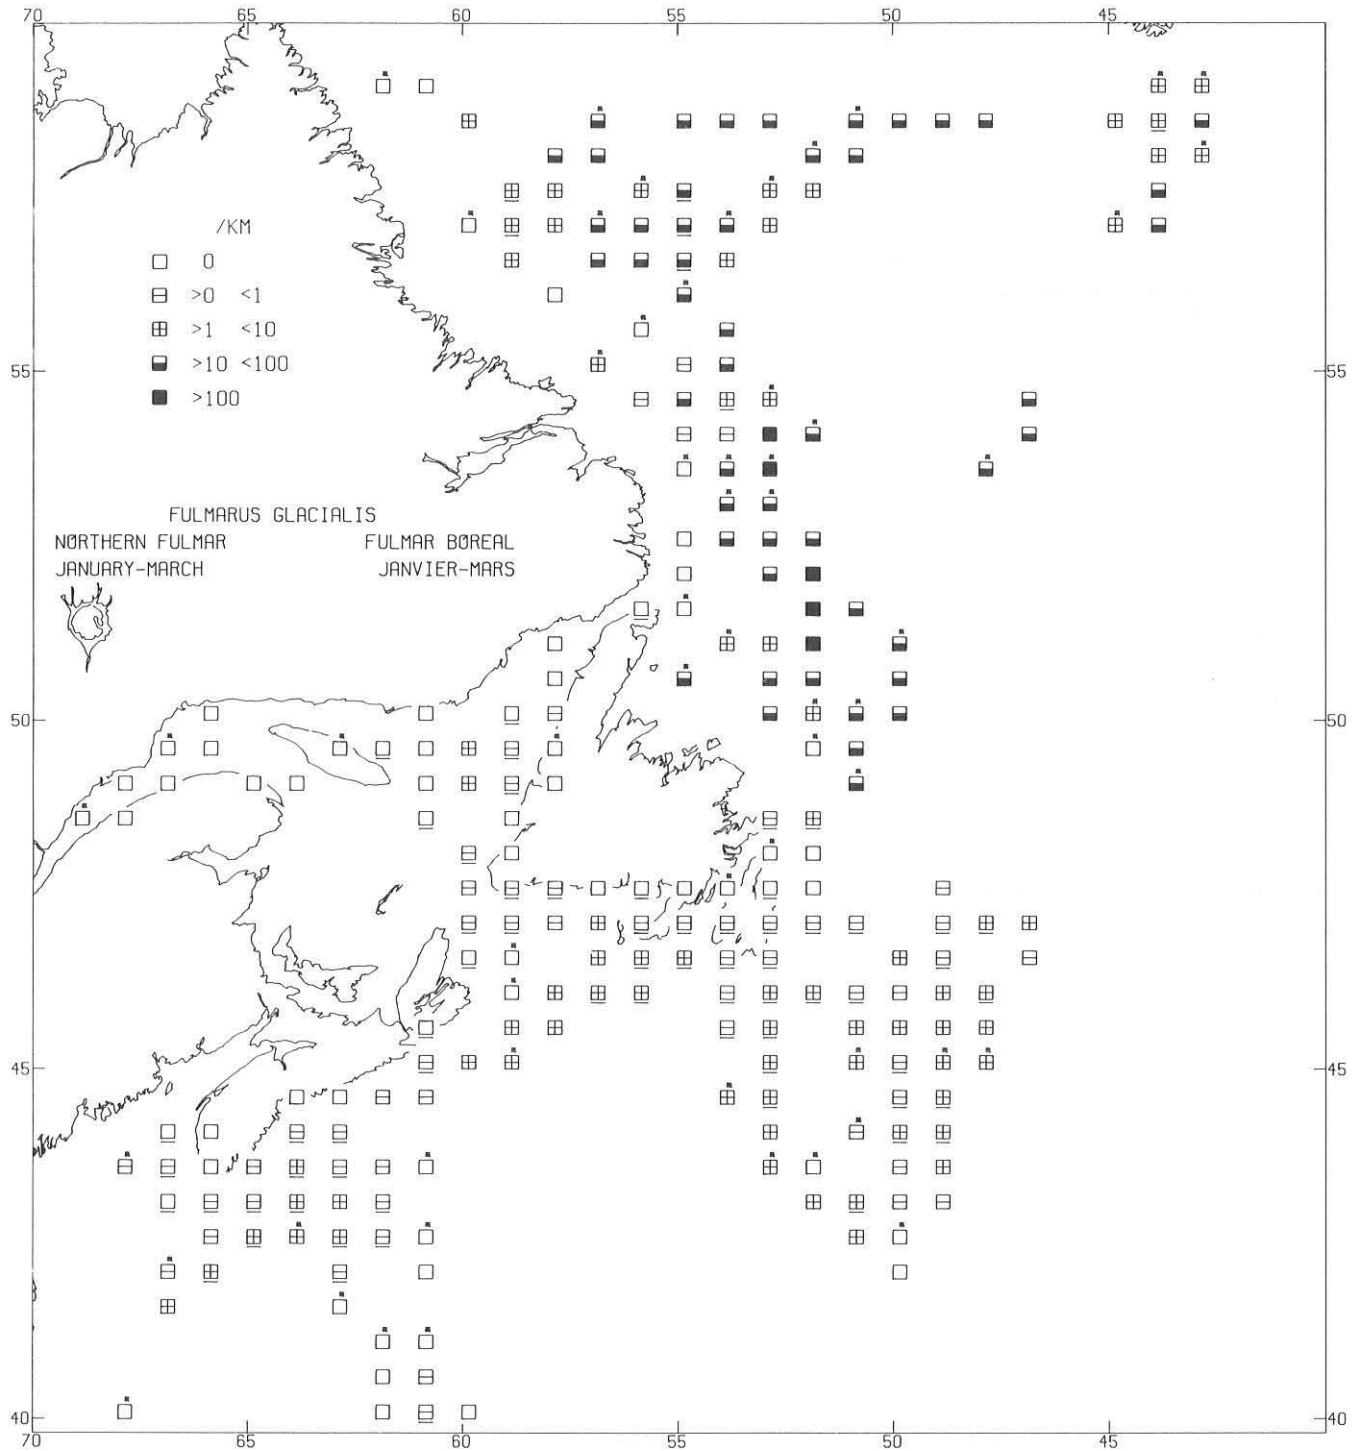 70 65 60 55 50 45
/KM
0
>0 <1
>1 <10
>10 <100
>100
55 55
FULMARUS GLACIALIS
NØRTHERN FULMAR FULMAR BØREAL
JANUARY-MARCH JANVIER-MARS
50 50
45 45
40 40
70 65 60 55 50 45